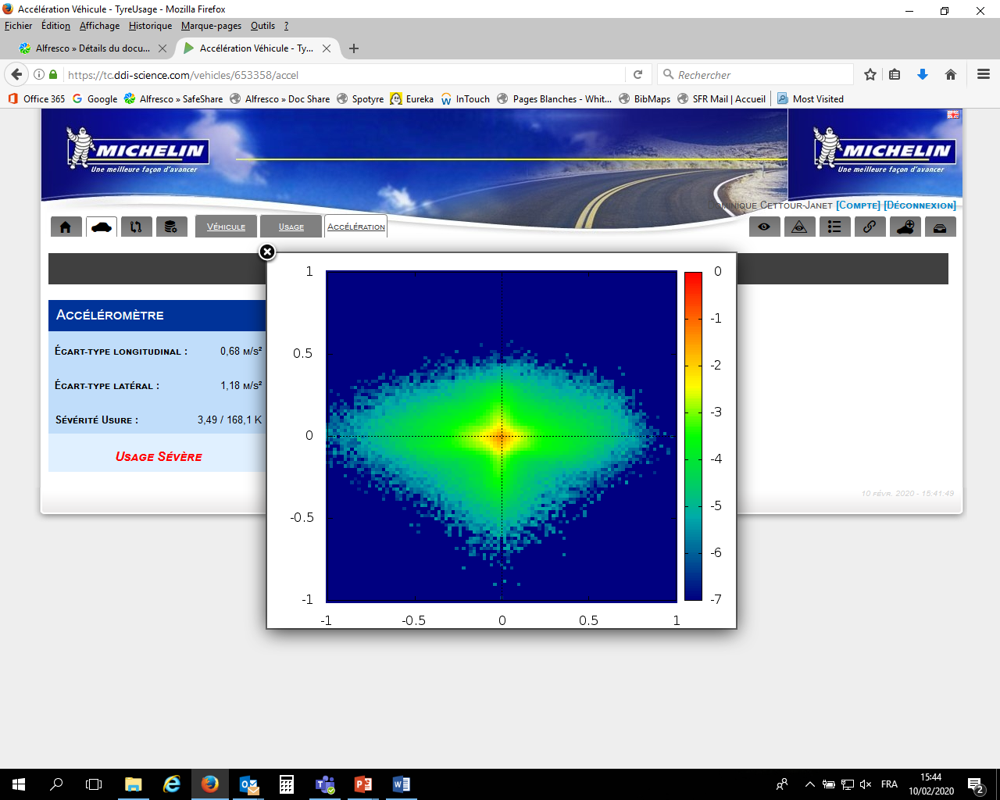 Accélération Véhicule - TyreUsage - Mozilla Firefox
Fichier Édition Affichage Historique Marque-pages Outils ?
Alfresco » Détails du docu...
Accélération Véhicule - Ty...
https://tc.ddi-science.com/vehicles/653358/accel
Rechercher
Office 365 Google Alfresco » SafeShare Alfresco » Doc Share Spotyre Eureka InTouch Pages Blanches - Whit... BibMaps SFR Mail | Accueil Most Visited
MICHELIN
Une meilleure façon d'avancer
MICHELIN
Une meilleure façon d'avancer
Dominique Cettour-Janet [Compte] [Déconnexion]
Véhicule Usage Accélération
Accéléromètre
Écart-type longitudinal : 0,68 m/s²
Écart-type latéral : 1,18 m/s²
Sévérité Usure : 3,49 / 168,1 K
Usage Sévère
1
0.5
0
-0.5
-1
-1 -0.5 0 0.5 1
0
-1
-2
-3
-4
-5
-6
-7
10 févr. 2020 - 15:41:49
FRA
15:44
10/02/2020
2